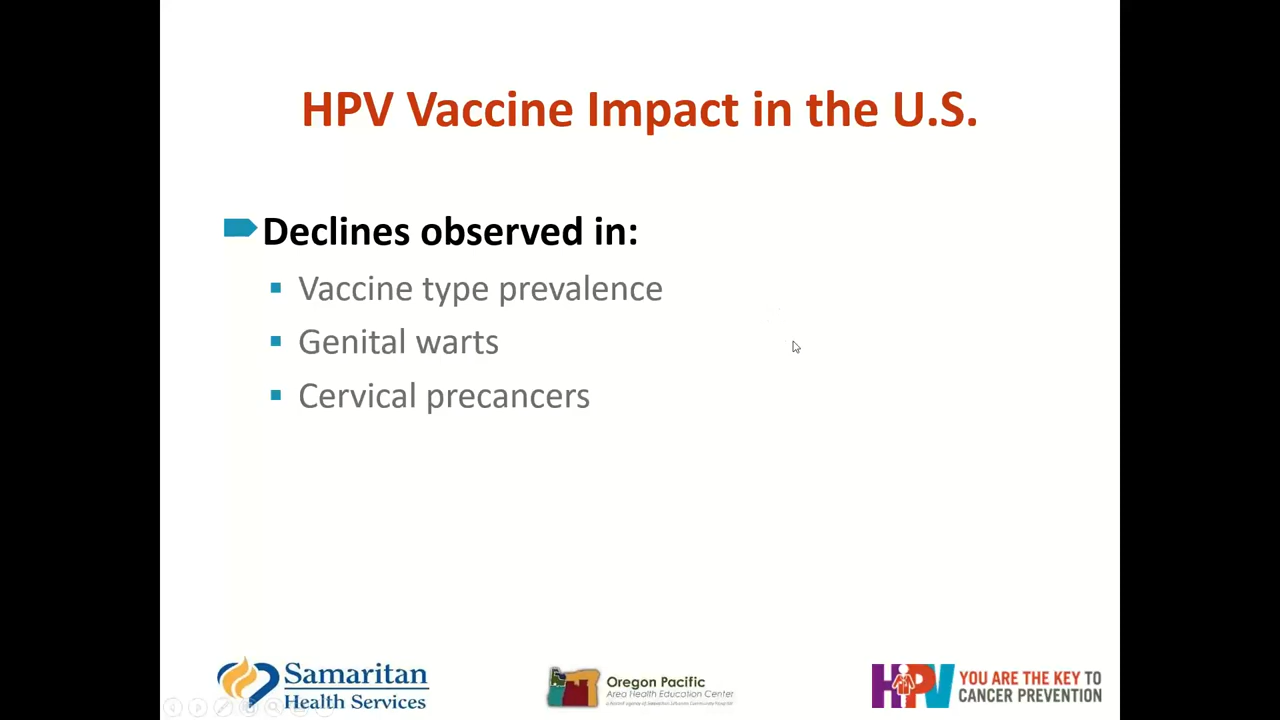 HPV Vaccine Impact in the U.S.
Declines observed in:
Vaccine type prevalence
Genital warts
Cervical precancers
Samaritan
Health Services
Oregon Pacific
Area Health Education Center
HPV
YOU ARE THE KEY TO
CANCER PREVENTION